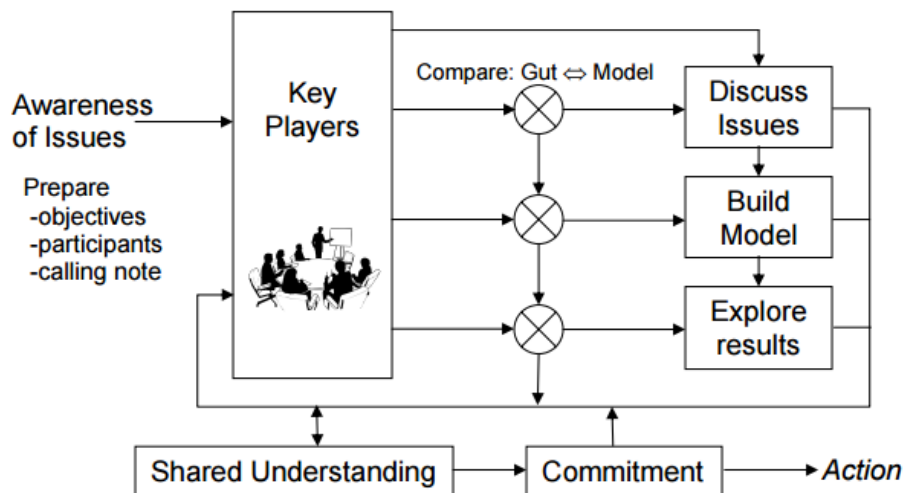 Awareness
of Issues
Prepare
-objectives
-participants
-calling note
Key
Players
Compare: Gut ⇔ Model
Discuss
Issues
Build
Model
Explore
results
Shared Understanding
Commitment
Action